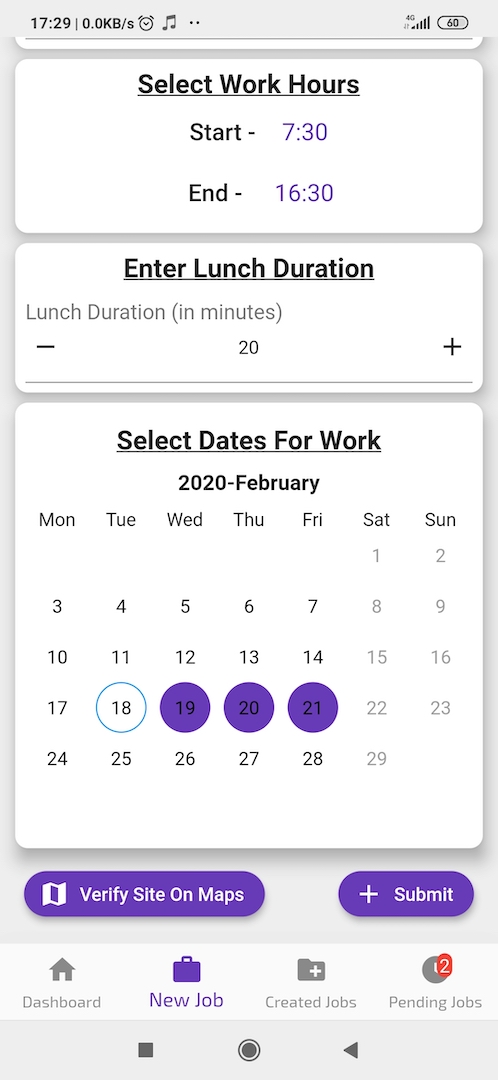 17:29 | 0.0KB/s
4G
60
Select Work Hours
Start - 7:30
End - 16:30
Enter Lunch Duration
Lunch Duration (in minutes)
− 20 +
Select Dates For Work
2020-February
Mon Tue Wed Thu Fri Sat Sun
1 2
3 4 5 6 7 8 9
10 11 12 13 14 15 16
17 18 19 20 21 22 23
24 25 26 27 28 29
Verify Site On Maps
+ Submit
2
Dashboard New Job Created Jobs Pending Jobs